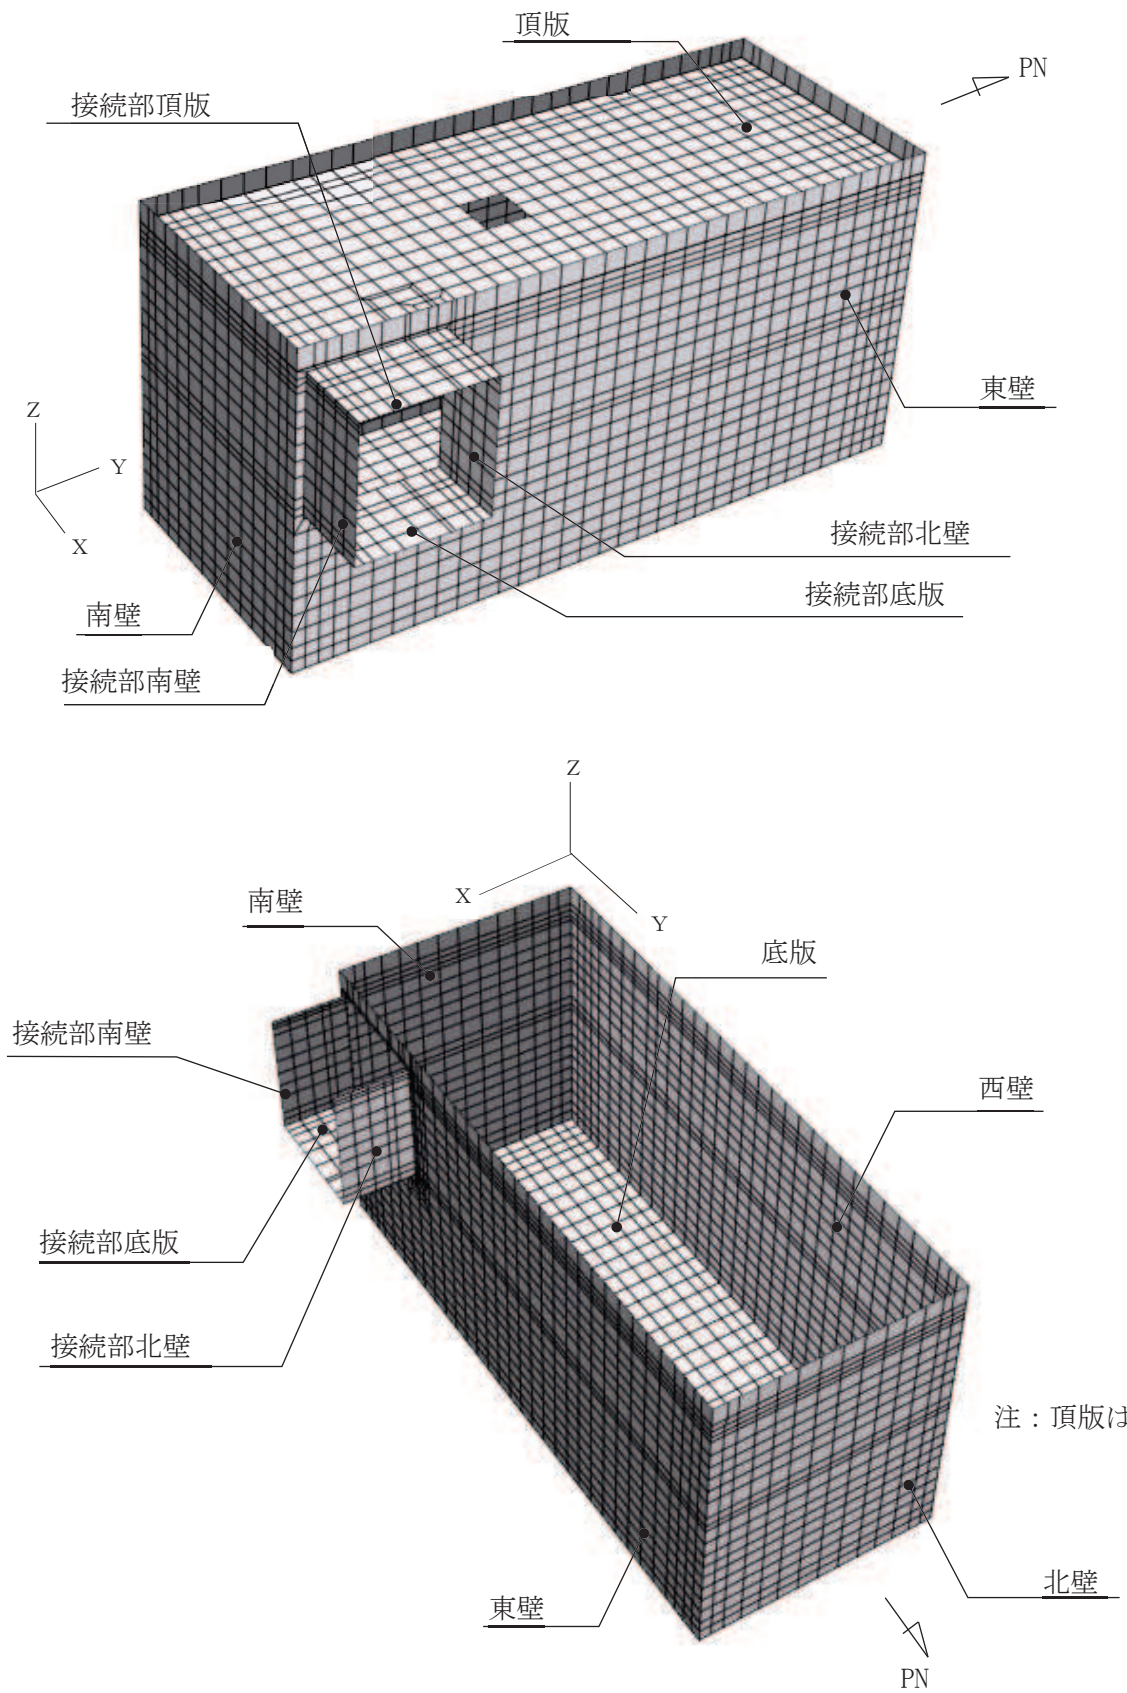 頂版
PN
接続部頂版
東壁
Z
Y
X
接続部北壁
接続部底版
南壁
接続部南壁
Z
X
Y
南壁
底版
接続部南壁
西壁
接続部底版
接続部北壁
注：頂版は
北壁
東壁
PN